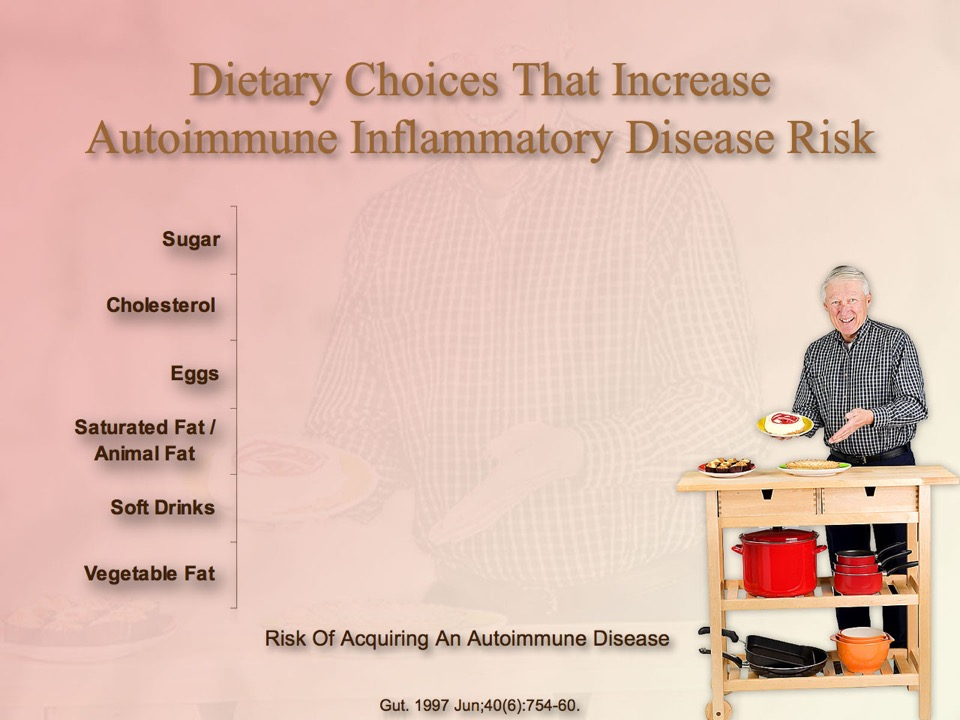 Dietary Choices That Increase
Autoimmune Inflammatory Disease Risk
Sugar
Cholesterol
Eggs
Saturated Fat /
Animal Fat
Soft Drinks
Vegetable Fat
Risk Of Acquiring An Autoimmune Disease
Gut. 1997 Jun;40(6):754-60.